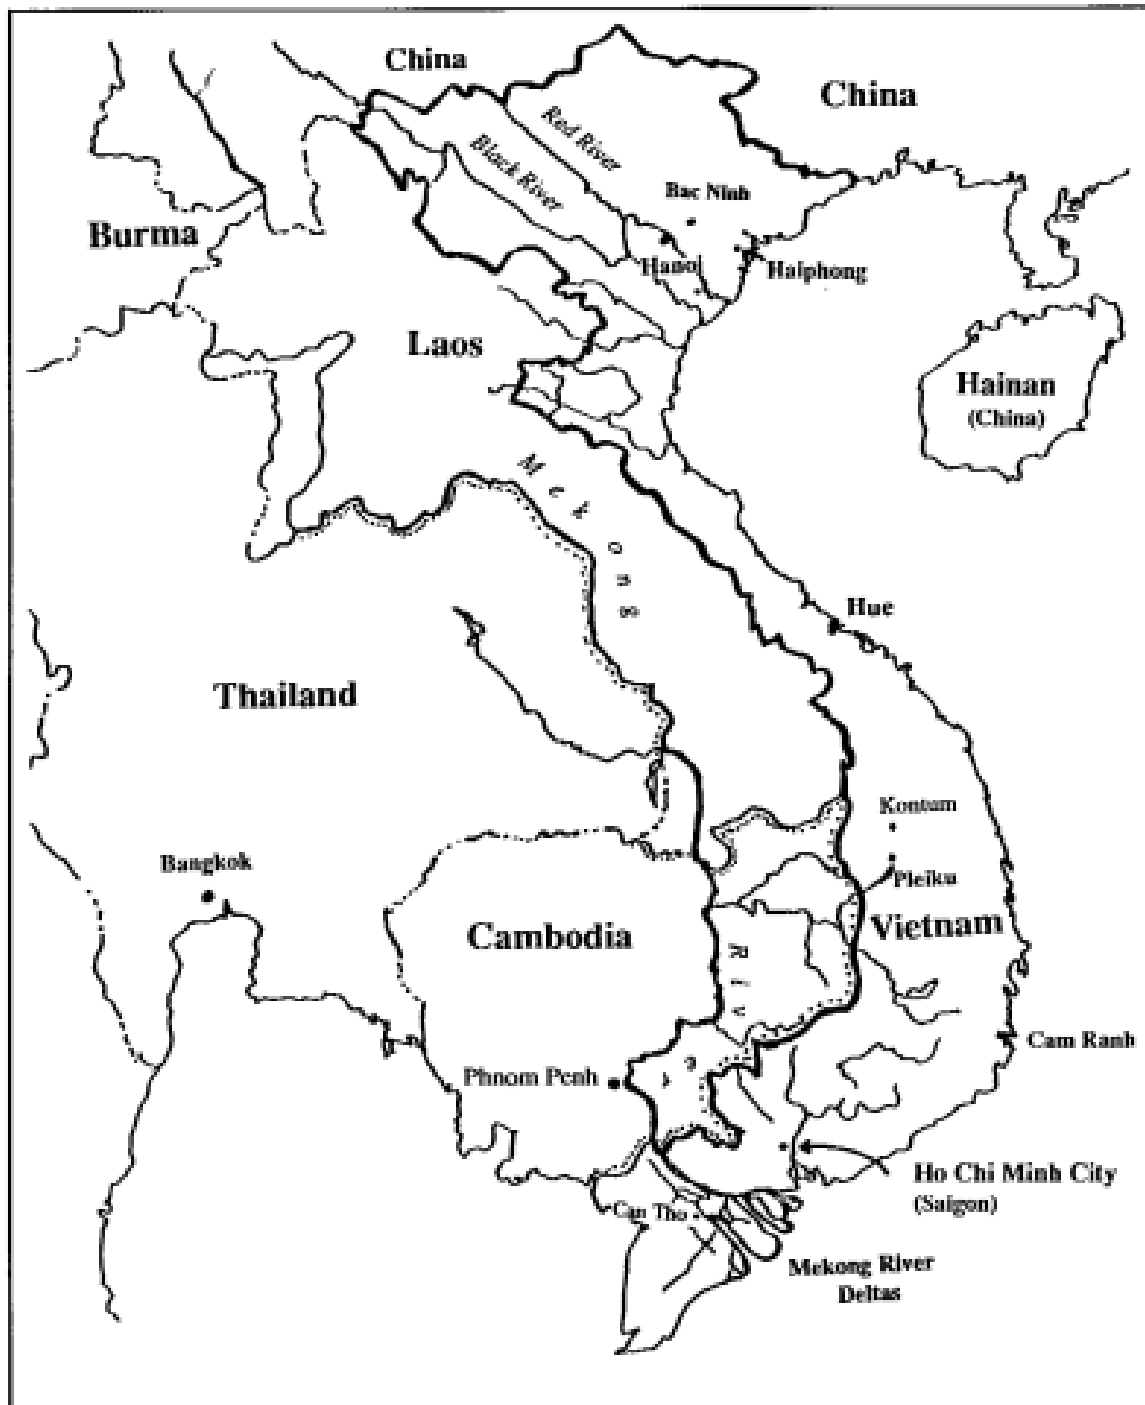 China
China
Red River
Black River
Bac Ninh
Burma
Hanoi
Haiphong
Laos
Hainan
(China)
Mekong
Hue
Thailand
Kontum
Bangkok
Pleiku
Cambodia
Vietnam
River
Cam Ranh
Phnom Penh
Ho Chi Minh City
(Saigon)
Can Tho
Mekong River
Deltas